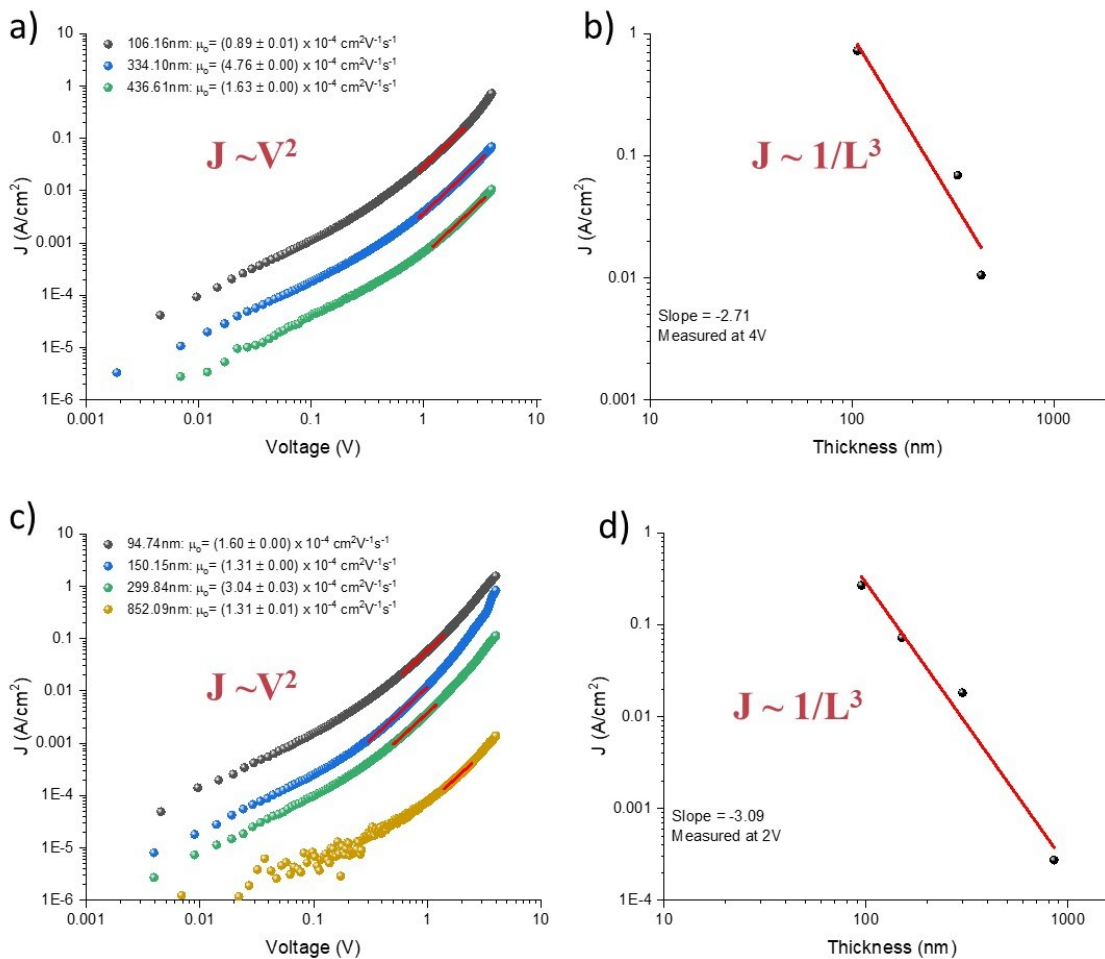 a)
10
1
0.1
0.01
0.001
1E-4
1E-5
1E-6
J (A/cm²)
106.16nm: μₒ= (0.89 ± 0.01) x 10⁻⁴ cm²V⁻¹s⁻¹
334.10nm: μₒ= (4.76 ± 0.00) x 10⁻⁴ cm²V⁻¹s⁻¹
436.61nm: μₒ= (1.63 ± 0.00) x 10⁻⁴ cm²V⁻¹s⁻¹
J ~V²
0.001 0.01 0.1 1 10
Voltage (V)
b)
1
0.1
0.01
0.001
J (A/cm²)
J ~ 1/L³
Slope = -2.71
Measured at 4V
10 100 1000
Thickness (nm)
c)
10
1
0.1
0.01
0.001
1E-4
1E-5
1E-6
J (A/cm²)
94.74nm: μₒ= (1.60 ± 0.00) x 10⁻⁴ cm²V⁻¹s⁻¹
150.15nm: μₒ= (1.31 ± 0.00) x 10⁻⁴ cm²V⁻¹s⁻¹
299.84nm: μₒ= (3.04 ± 0.03) x 10⁻⁴ cm²V⁻¹s⁻¹
852.09nm: μₒ= (1.31 ± 0.01) x 10⁻⁴ cm²V⁻¹s⁻¹
J ~V²
0.001 0.01 0.1 1 10
Voltage (V)
d)
1
0.1
0.01
0.001
1E-4
J (A/cm²)
J ~ 1/L³
Slope = -3.09
Measured at 2V
10 100 1000
Thickness (nm)